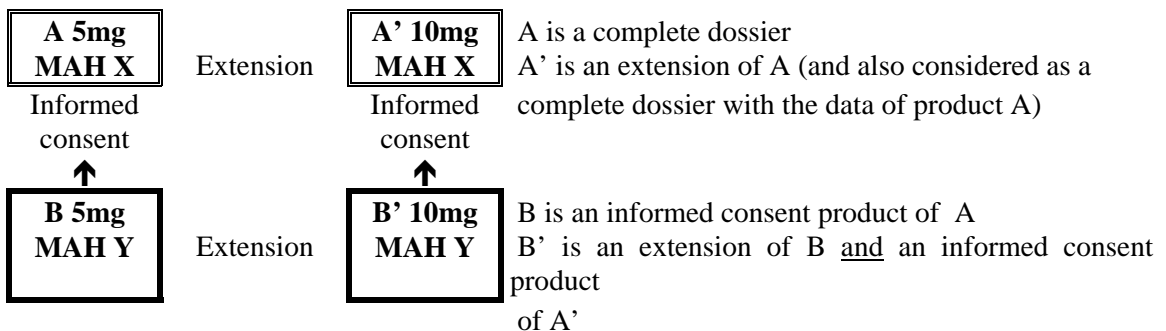 A 5mg
MAH X
Extension
A’ 10mg
MAH X
A is a complete dossier
A’ is an extension of A (and also considered as a
complete dossier with the data of product A)
Informed
consent
Informed
consent
B 5mg
MAH Y
Extension
B’ 10mg
MAH Y
B is an informed consent product of A
B’ is an extension of B and an informed consent
product
of A’